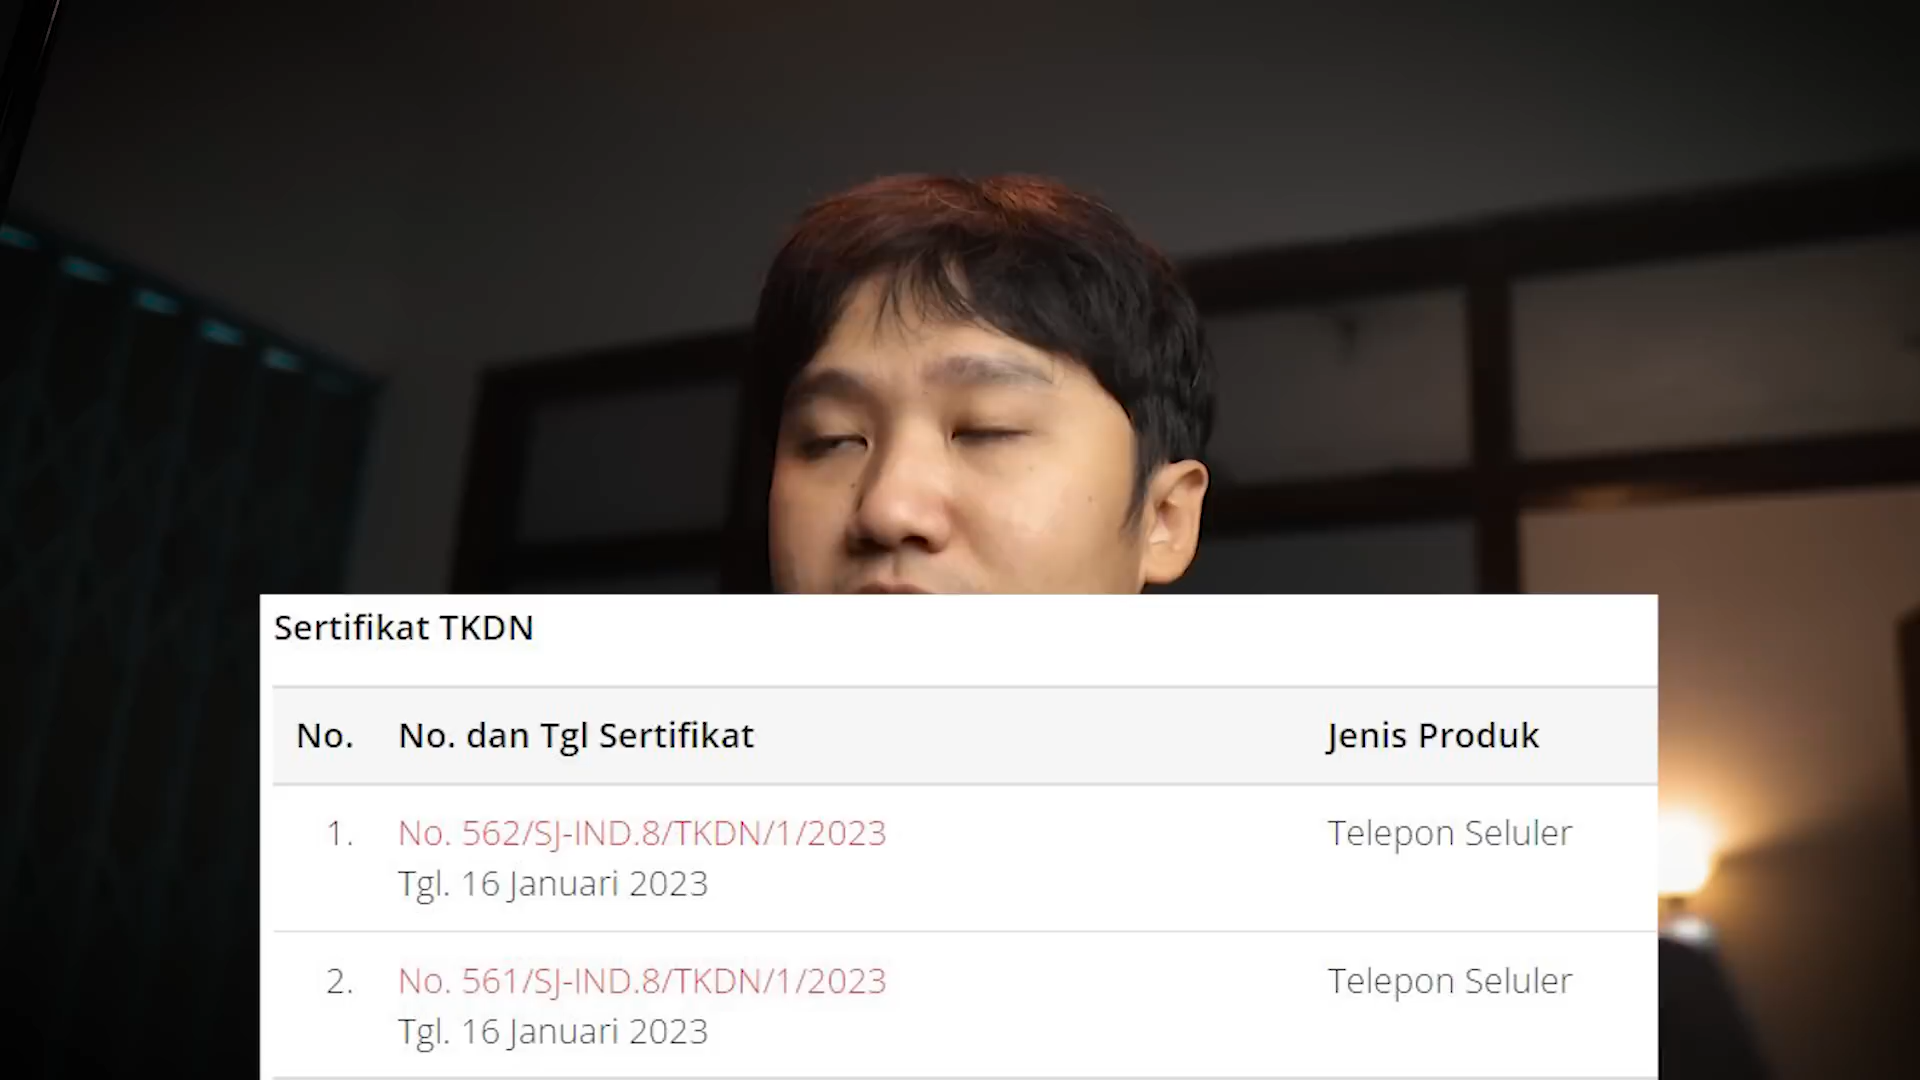 Sertifikat TKDN
No. No. dan Tgl Sertifikat Jenis Produk
1. No. 562/SJ-IND.8/TKDN/1/2023 Telepon Seluler
Tgl. 16 Januari 2023
2. No. 561/SJ-IND.8/TKDN/1/2023 Telepon Seluler
Tgl. 16 Januari 2023